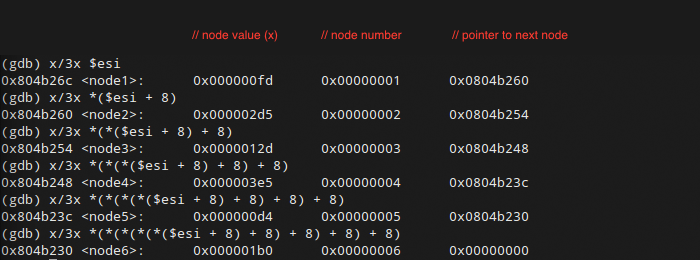 // node value (x) // node number // pointer to next node
(gdb) x/3x $esi
0x804b26c <node1>: 0x000000fd 0x00000001 0x0804b260
(gdb) x/3x *($esi + 8)
0x804b260 <node2>: 0x000002d5 0x00000002 0x0804b254
(gdb) x/3x *(*($esi + 8) + 8)
0x804b254 <node3>: 0x0000012d 0x00000003 0x0804b248
(gdb) x/3x *(*(*($esi + 8) + 8) + 8)
0x804b248 <node4>: 0x000003e5 0x00000004 0x0804b23c
(gdb) x/3x *(*(*(*($esi + 8) + 8) + 8) + 8)
0x804b23c <node5>: 0x000000d4 0x00000005 0x0804b230
(gdb) x/3x *(*(*(*(*($esi + 8) + 8) + 8) + 8) + 8)
0x804b230 <node6>: 0x000001b0 0x00000006 0x00000000